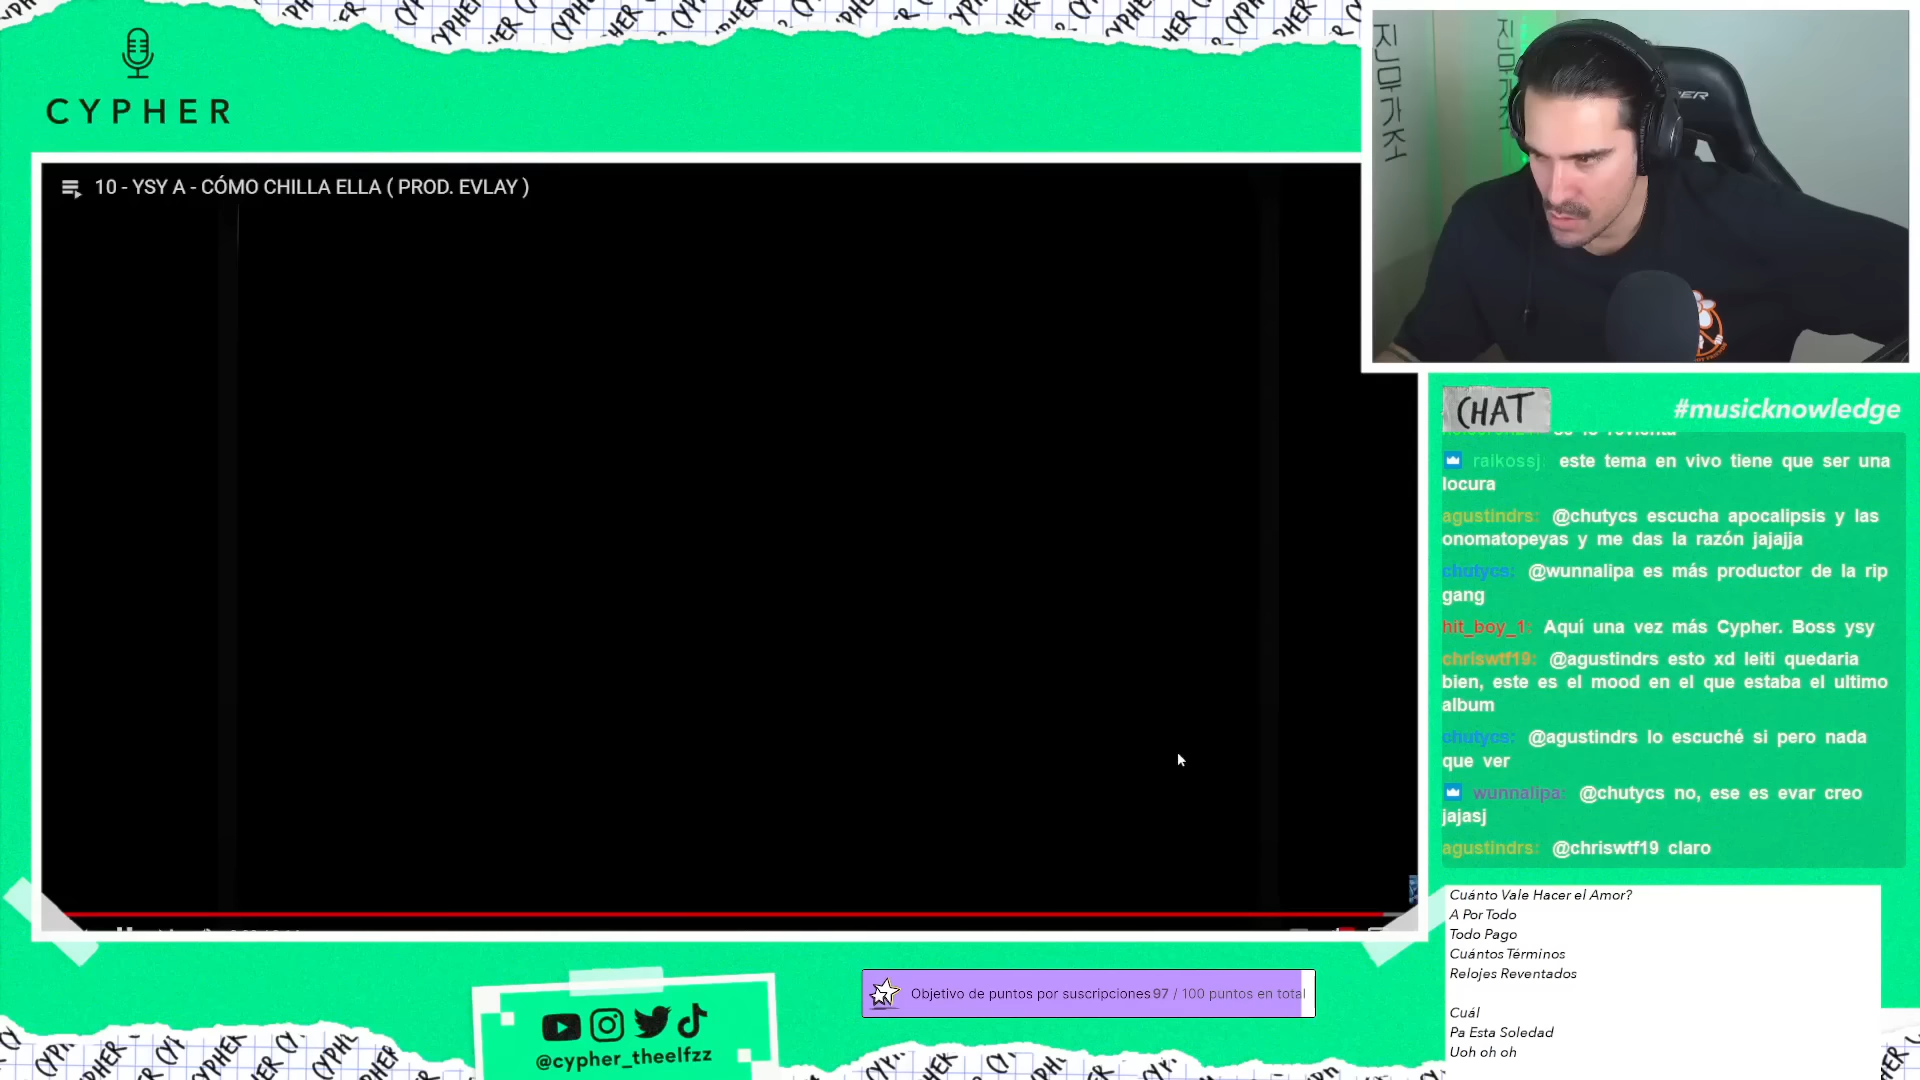 CYPHER
10 - YSY A - CÓMO CHILLA ELLA ( PROD. EVLAY )
CHAT
#musicknowledge
raikossj: este tema en vivo tiene que ser una
locura
agustindrs: @chutycs escucha apocalipsis y las
onomatopeyas y me das la razón jajajja
chutycs: @wunnalipa es más productor de la rip
gang
hit_boy_1: Aquí una vez más Cypher. Boss ysy
chriswtf19: @agustindrs esto xd leiti quedaria
bien, este es el mood en el que estaba el ultimo
album
chutycs: @agustindrs lo escuché si pero nada
que ver
wunnalipa: @chutycs no, ese es evar creo
jajasj
agustindrs: @chriswtf19 claro
Cuánto Vale Hacer el Amor?
A Por Todo
Todo Pago
Cuántos Términos
Relojes Reventados
Cuál
Pa Esta Soledad
Uoh oh oh
Objetivo de puntos por suscripciones 97 / 100 puntos en total
@cypher_theelfzz